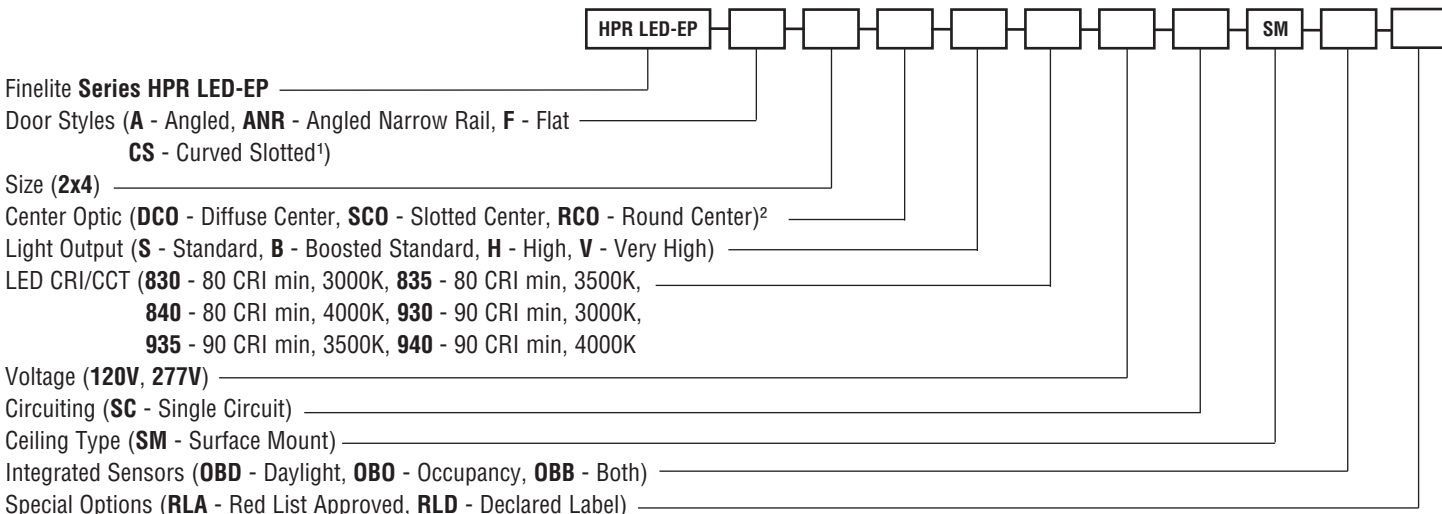 HPR LED-EP SM
Finelite Series HPR LED-EP
Door Styles (A - Angled, ANR - Angled Narrow Rail, F - Flat
CS - Curved Slotted¹)
Size (2x4)
Center Optic (DCO - Diffuse Center, SCO - Slotted Center, RCO - Round Center)²
Light Output (S - Standard, B - Boosted Standard, H - High, V - Very High)
LED CRI/CCT (830 - 80 CRI min, 3000K, 835 - 80 CRI min, 3500K,
840 - 80 CRI min, 4000K, 930 - 90 CRI min, 3000K,
935 - 90 CRI min, 3500K, 940 - 90 CRI min, 4000K
Voltage (120V, 277V)
Circuiting (SC - Single Circuit)
Ceiling Type (SM - Surface Mount)
Integrated Sensors (OBD - Daylight, OBO - Occupancy, OBB - Both)
Special Options (RLA - Red List Approved, RLD - Declared Label)